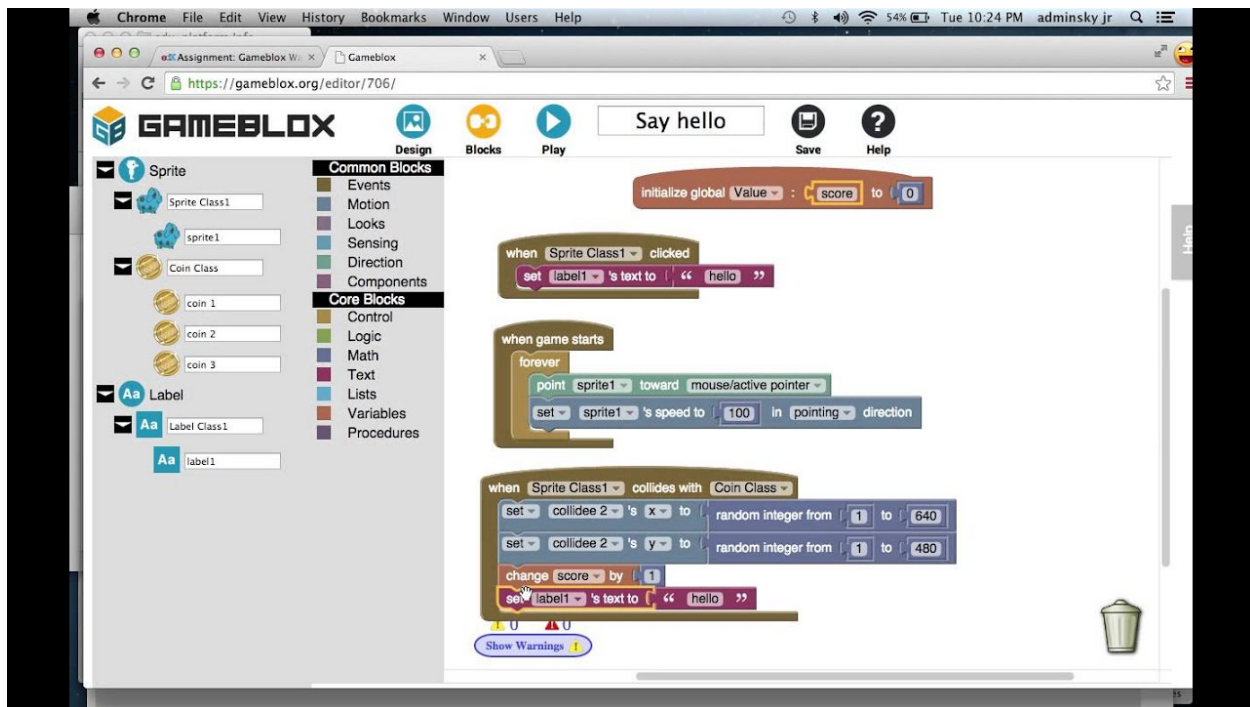 Chrome File Edit View History Bookmarks Window Users Help 54% Tue 10:24 PM adminsky jr
Assignment: Gameblox W × Gameblox ×
https://gameblox.org/editor/706/
GAMEBLOX Design Blocks Play Say hello Save Help
Sprite
Sprite Class1
sprite1
Coin Class
coin 1
coin 2
coin 3
Label
Label Class1
label1
Common Blocks
Events
Motion
Looks
Sensing
Direction
Components
Core Blocks
Control
Logic
Math
Text
Lists
Variables
Procedures
initialize global Value : score to 0
when Sprite Class1 clicked
set label1 's text to “ hello ”
when game starts
forever
point sprite1 toward mouse/active pointer
set sprite1 's speed to 100 in pointing direction
when Sprite Class1 collides with Coin Class
set collidee 2 's x to random integer from 1 to 640
set collidee 2 's y to random integer from 1 to 480
change score by 1
set label1 's text to “ hello ”
0 0
Show Warnings
Help